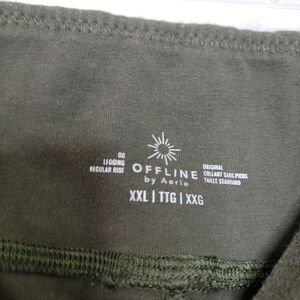 OG
LEGGING
REGULAR RISE
OFFLINE
by Aerie
ORIGINAL
COLLANT SANS PIEDS
TAILLE STANDARD
XXL | TTG | XXG